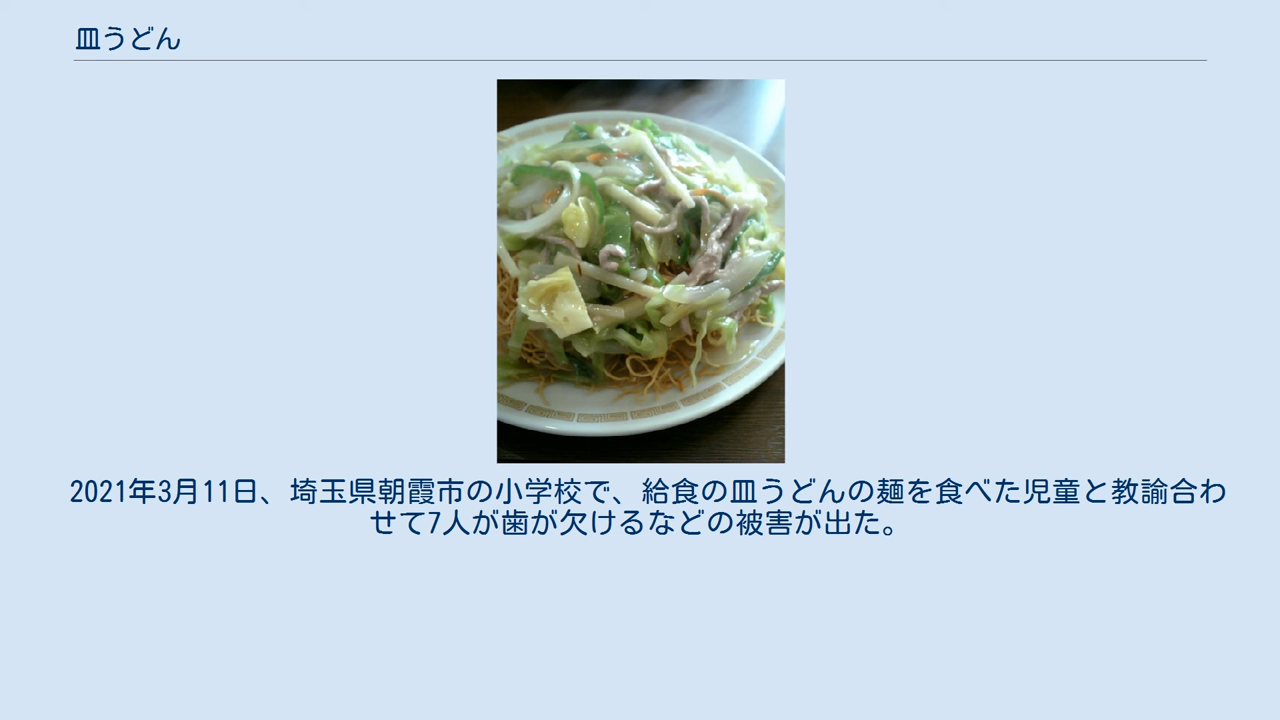 皿うどん
2021年3月11日、埼玉県朝霞市の小学校で、給食の皿うどんの麺を食べた児童と教諭合わ
せて7人が歯が欠けるなどの被害が出た。